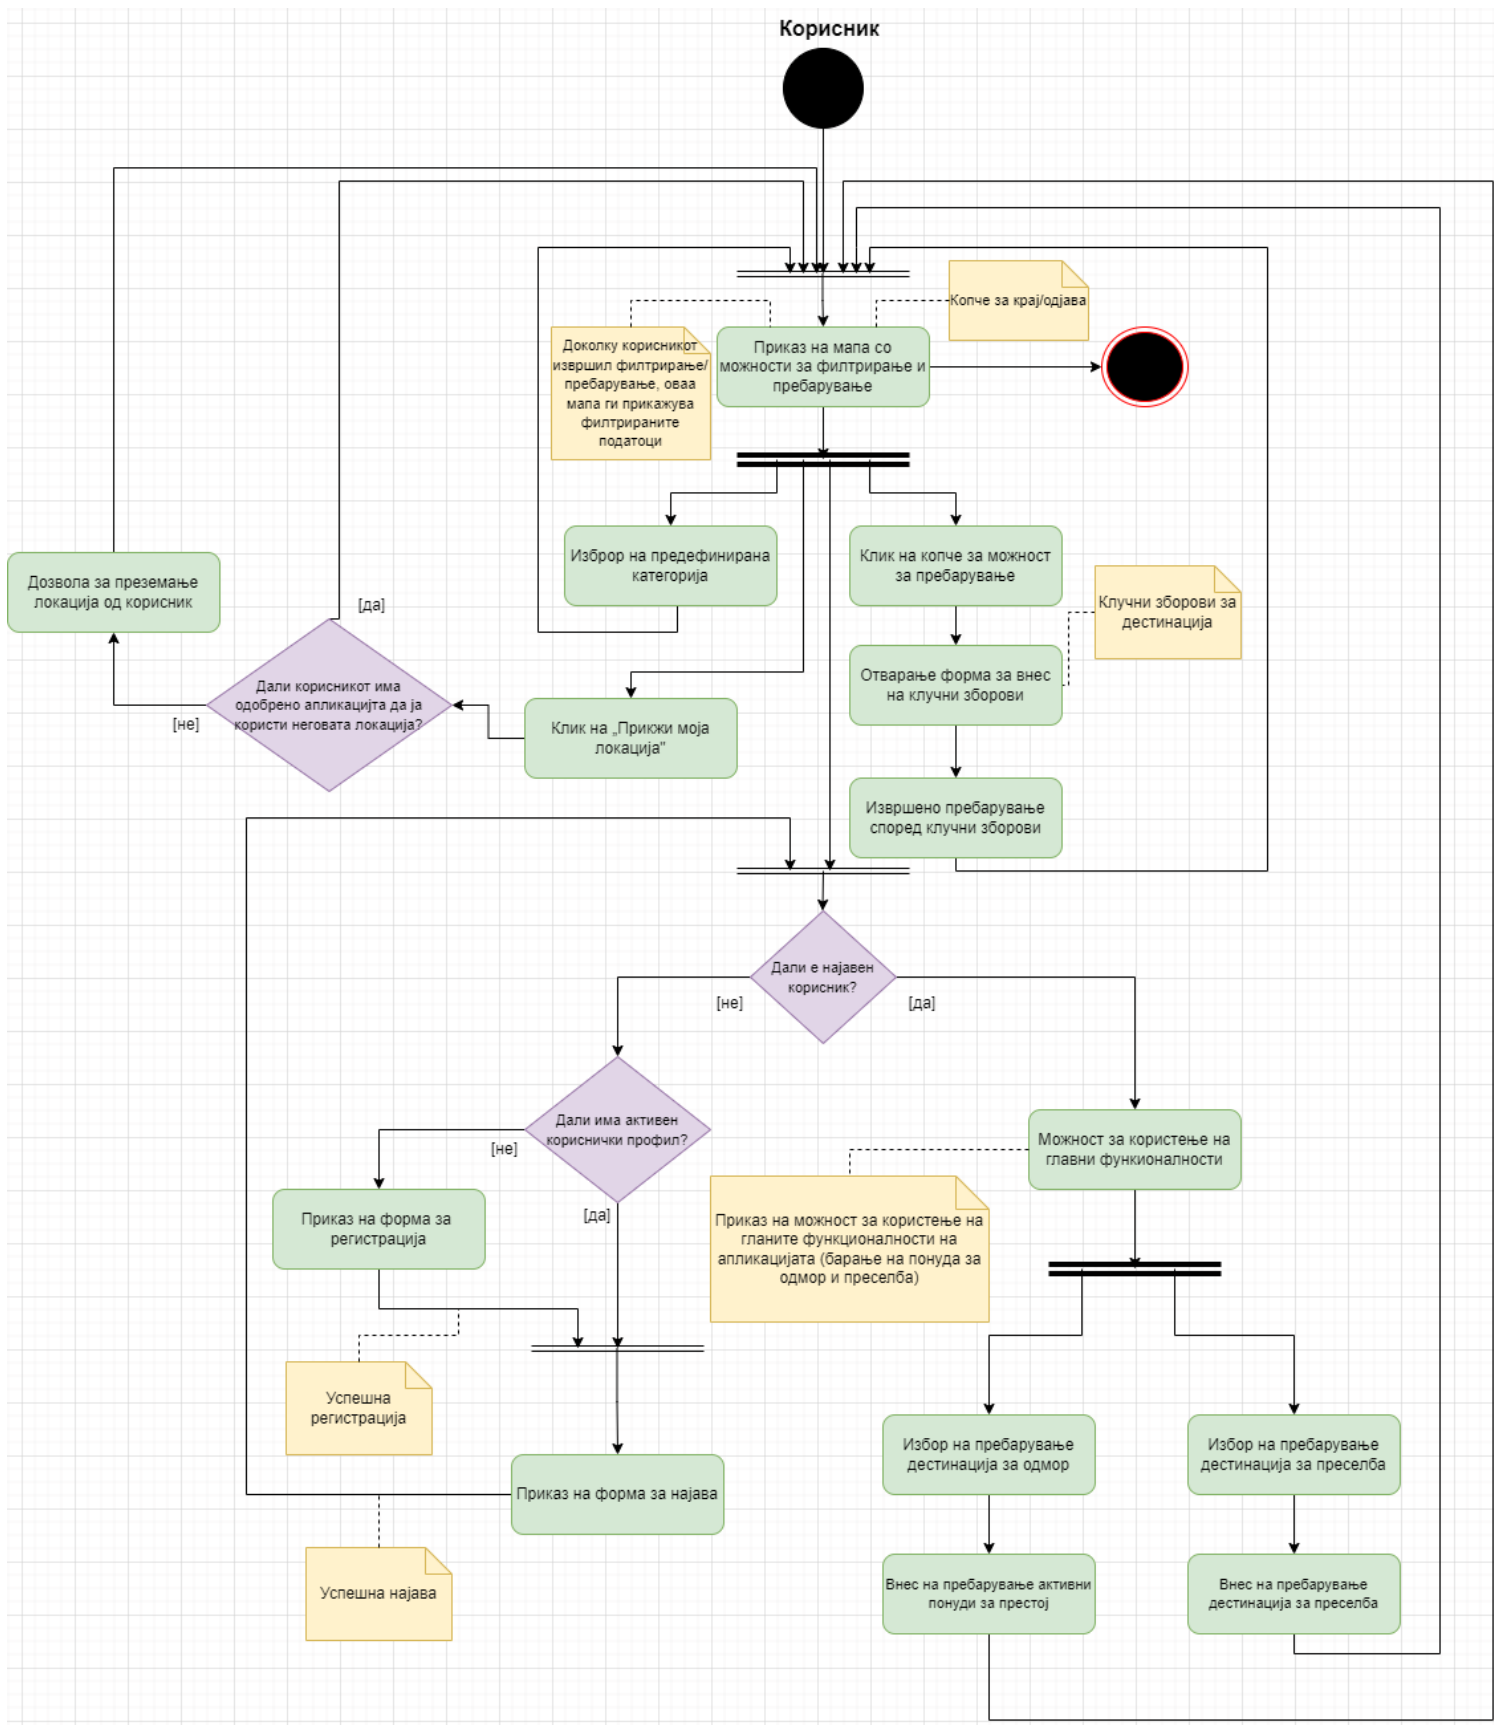 Корисник
Копче за крај/одјава
Доколку корисникот
извршил филтрирање/
пребарување, оваа
мапа ги прикажува
филтрираните
податоци
Приказ на мапа со
можности за филтрирање и
пребарување
Изброр на предефинирана
категорија
Клик на копче за можност
за пребарување
Дозвола за преземање
локација од корисник
[да]
Клучни зборови за
дестинација
Дали корисникот има
одобрено апликацијта да ја
користи неговата локација?
[не]
Отварање форма за внес
на клучни зборови
Клик на „Прикжи моја
локација"
Извршено пребарување
според клучни зборови
Дали е најавен
корисник?
[не]
[да]
Дали има активен
кориснички профил?
[не]
[да]
Можност за користење на
главни функионалности
Приказ на форма за
регистрација
Приказ на можност за користење на
гланите функционалности на
апликацијата (барање на понуда за
одмор и преселба)
Успешна
регистрација
Приказ на форма за најава
Избор на пребарување
дестинација за одмор
Избор на пребарување
дестинација за преселба
Успешна најава
Внес на пребарување активни
понуди за престој
Внес на пребарување
дестинација за преселба